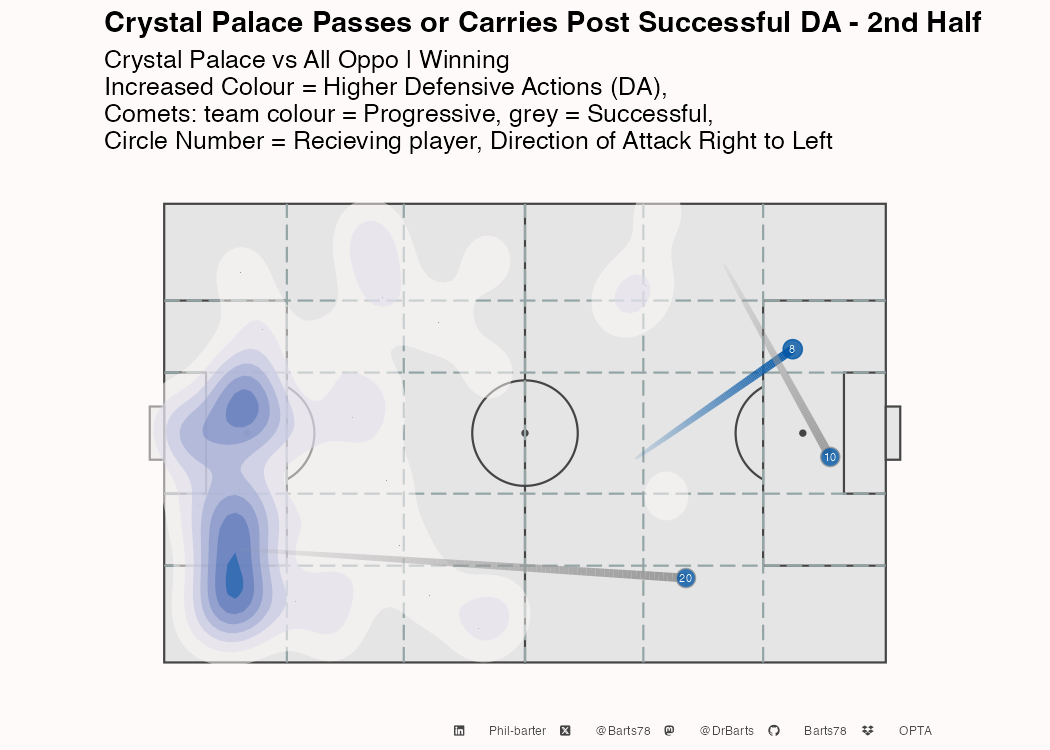 Crystal Palace Passes or Carries Post Successful DA - 2nd Half
Crystal Palace vs All Oppo | Winning
Increased Colour = Higher Defensive Actions (DA),
Comets: team colour = Progressive, grey = Successful,
Circle Number = Recieving player, Direction of Attack Right to Left
8
10
20
Phil-barter @Barts78 @DrBarts Barts78 OPTA